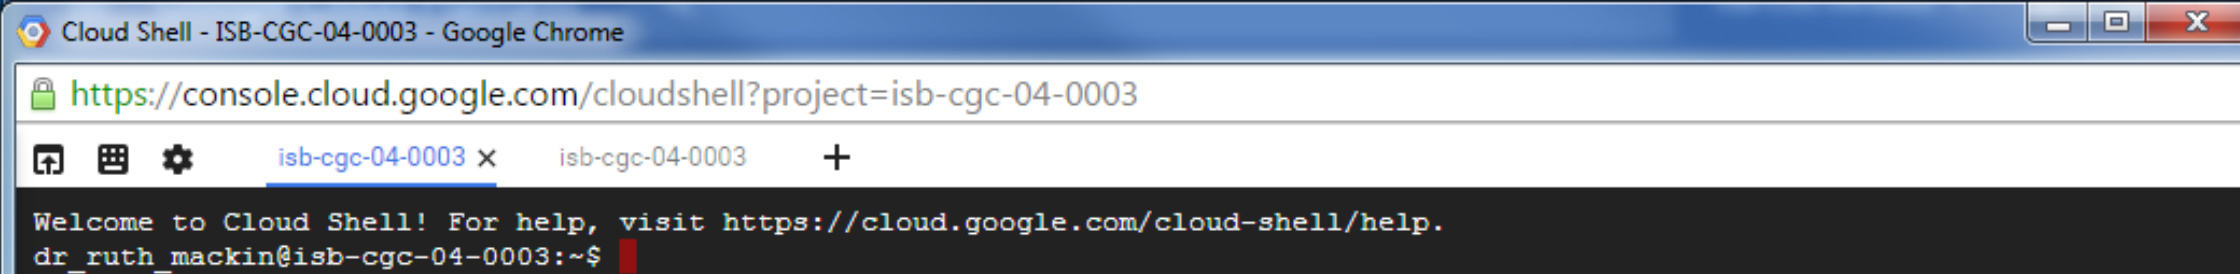 Cloud Shell - ISB-CGC-04-0003 - Google Chrome
https://console.cloud.google.com/cloudshell?project=isb-cgc-04-0003
isb-cgc-04-0003 isb-cgc-04-0003
Welcome to Cloud Shell! For help, visit https://cloud.google.com/cloud-shell/help.
dr_ruth_mackin@isb-cgc-04-0003:~$